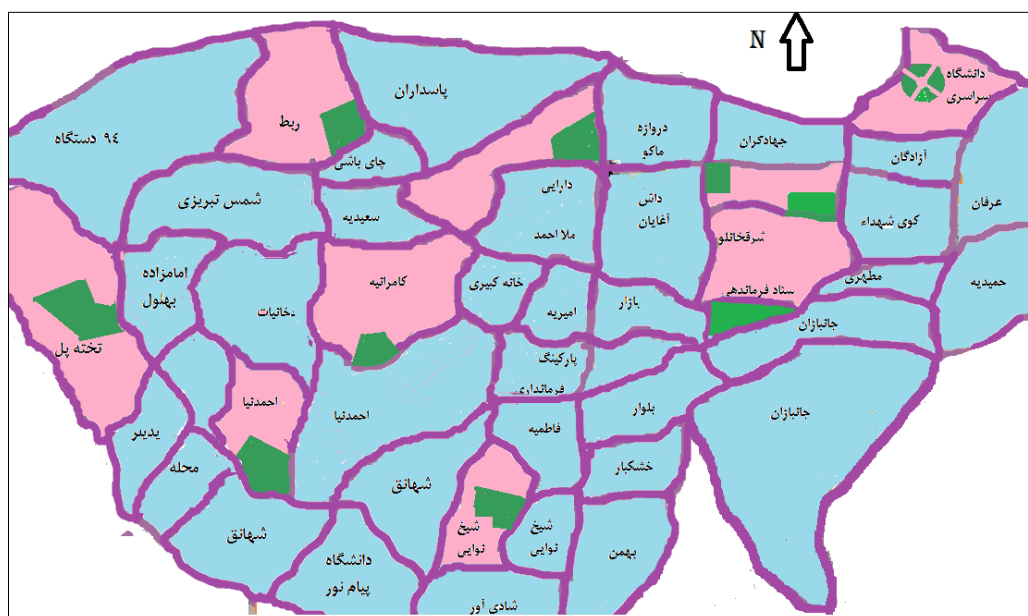 N
دانشگاه
سراسری
پاسداران
ربط
٩٤ دستگاه
دروازه
ماکو
جهادگران
آزادگان
چای باشی
شمس تبریزی
سعیدیه
دارایی
ملا احمد
داش
آغایان
شرقخانلو
کوی شهداء
عرفان
امامزاده
بهلول
دخانیات
کامرانیه
خانه کبیری
امیریه
بازار
ستاد فرماندهی
مطهری
حمیدیه
جانبازان
تخته پل
پارکینگ
فرمانداری
احمدنیا
احمدنیا
بلوار
جانبازان
فاطمیه
محله
خشکبار
شهانق
شهانق
شیخ
نوایی
شیخ
نوایی
بهمن
دانشگاه
پیام نور
شادی آور